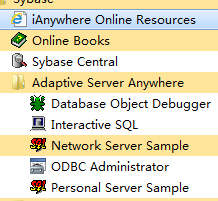 Sybase
iAnywhere Online Resources
Online Books
Sybase Central
Adaptive Server Anywhere
Database Object Debugger
Interactive SQL
Network Server Sample
ODBC Administrator
Personal Server Sample